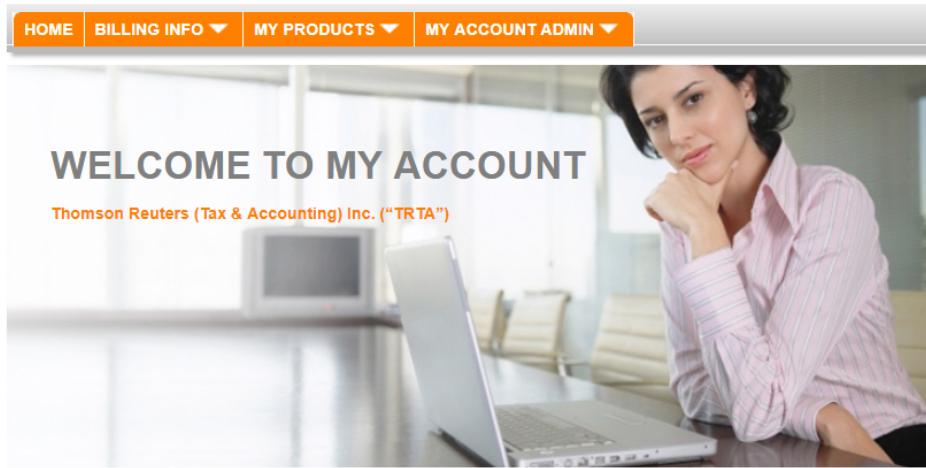 HOME BILLING INFO MY PRODUCTS MY ACCOUNT ADMIN
WELCOME TO MY ACCOUNT
Thomson Reuters (Tax & Accounting) Inc. (“TRTA”)